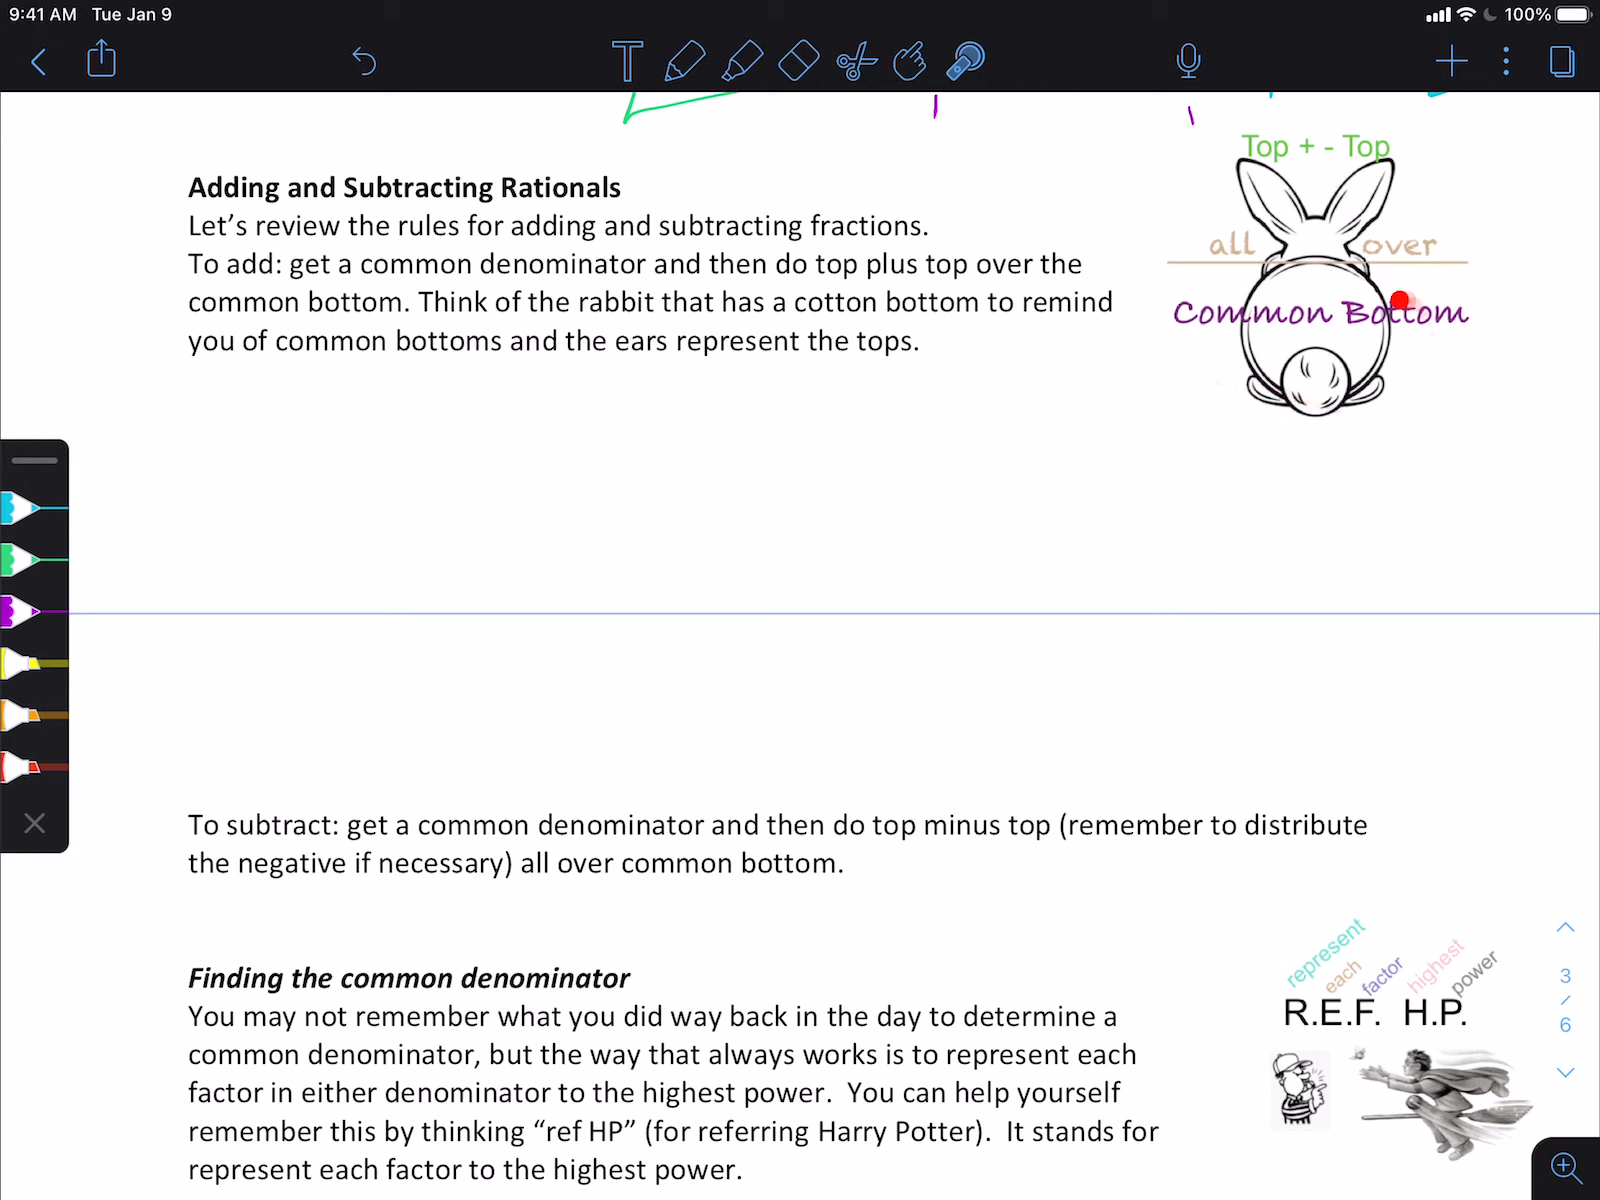 9:41 AM Tue Jan 9
100%
Top + - Top
all over
Common Bottom
Adding and Subtracting Rationals
Let’s review the rules for adding and subtracting fractions.
To add: get a common denominator and then do top plus top over the
common bottom. Think of the rabbit that has a cotton bottom to remind
you of common bottoms and the ears represent the tops.
To subtract: get a common denominator and then do top minus top (remember to distribute
the negative if necessary) all over common bottom.
represent each factor highest power
R.E.F. H.P.
Finding the common denominator
You may not remember what you did way back in the day to determine a
common denominator, but the way that always works is to represent each
factor in either denominator to the highest power. You can help yourself
remember this by thinking “ref HP” (for referring Harry Potter). It stands for
represent each factor to the highest power.
3
/
6